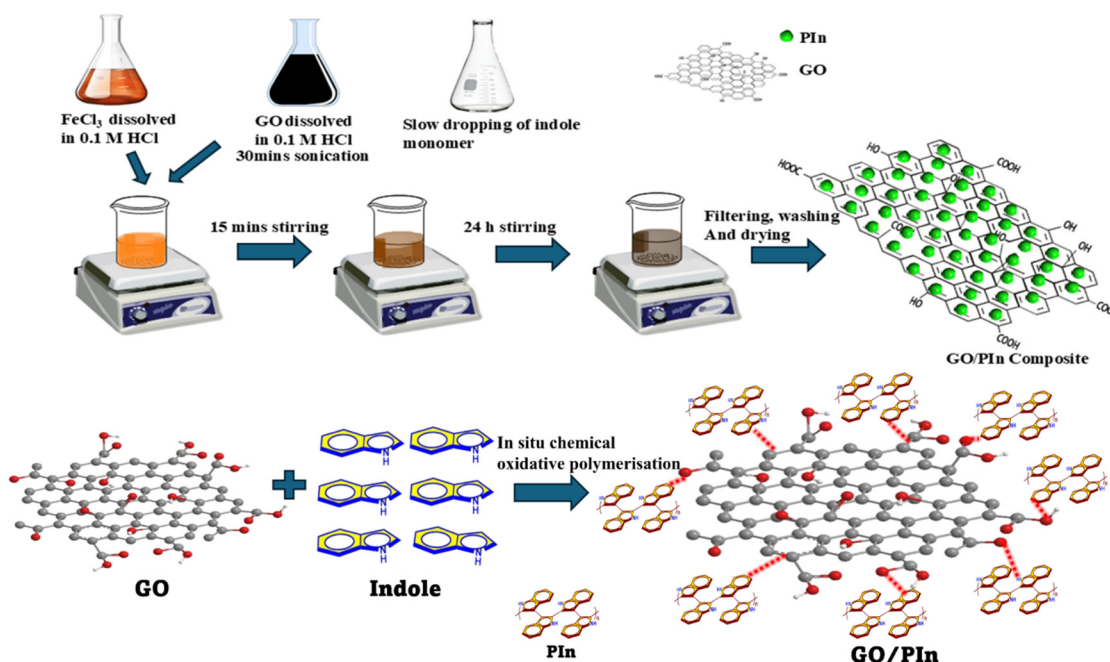 FeCl₃ dissolved
in 0.1 M HCl
GO dissolved
in 0.1 M HCl
30mins sonication
Slow dropping of indole
monomer
PIn
GO
15 mins stirring
24 h stirring
Filtering, washing
And drying
HO
COOH
HOOC
OH
OH
HO
HO
COOH
GO/PIn Composite
In situ chemical
oxidative polymerisation
N
H
N
H
N
H
N
H
N
H
N
H
GO
Indole
PIn
GO/PIn